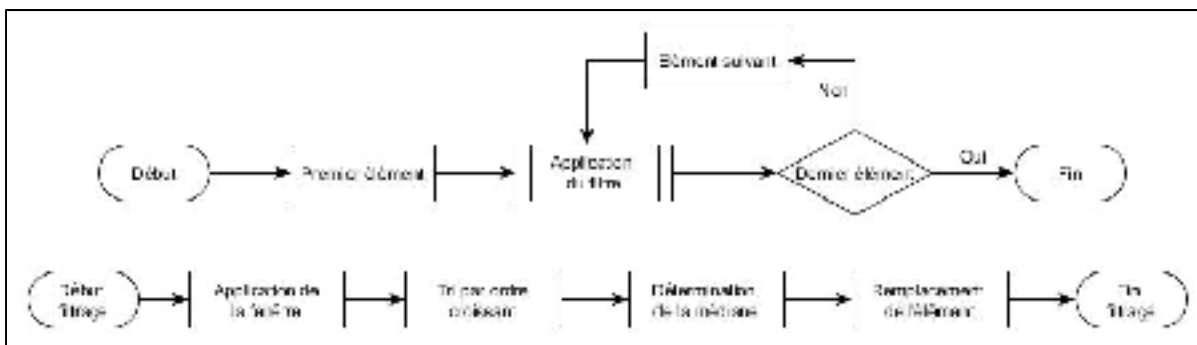 Elément suivant
Non
Début
Premier élément
Application
du filtre
Dernier élément
Oui
Fin
Début
filtrage
Application de
la fenêtre
Tri par ordre
croissant
Détermination
de la médiane
Remplacement
de l'élément
Fin
filtrage